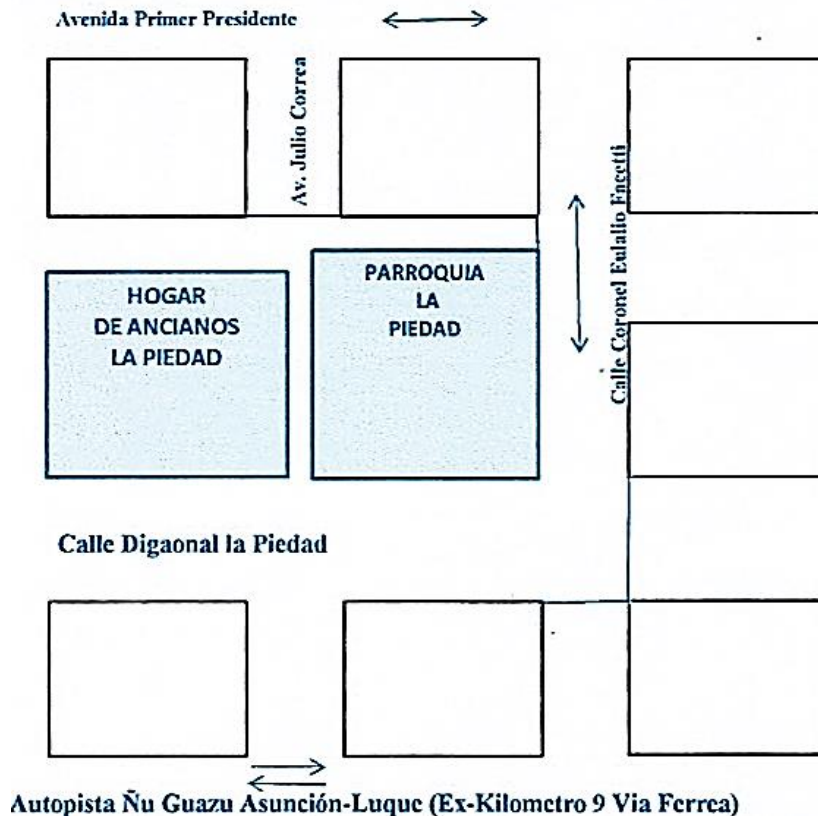 Avenida Primer Presidente
Av. Julio Correa
Calle Coronel Eulalio Facetti
HOGAR
DE ANCIANOS
LA PIEDAD
PARROQUIA
LA
PIEDAD
Calle Digaonal la Piedad
Autopista Ñu Guazu Asunción-Luque (Ex-Kilometro 9 Via Ferrea)